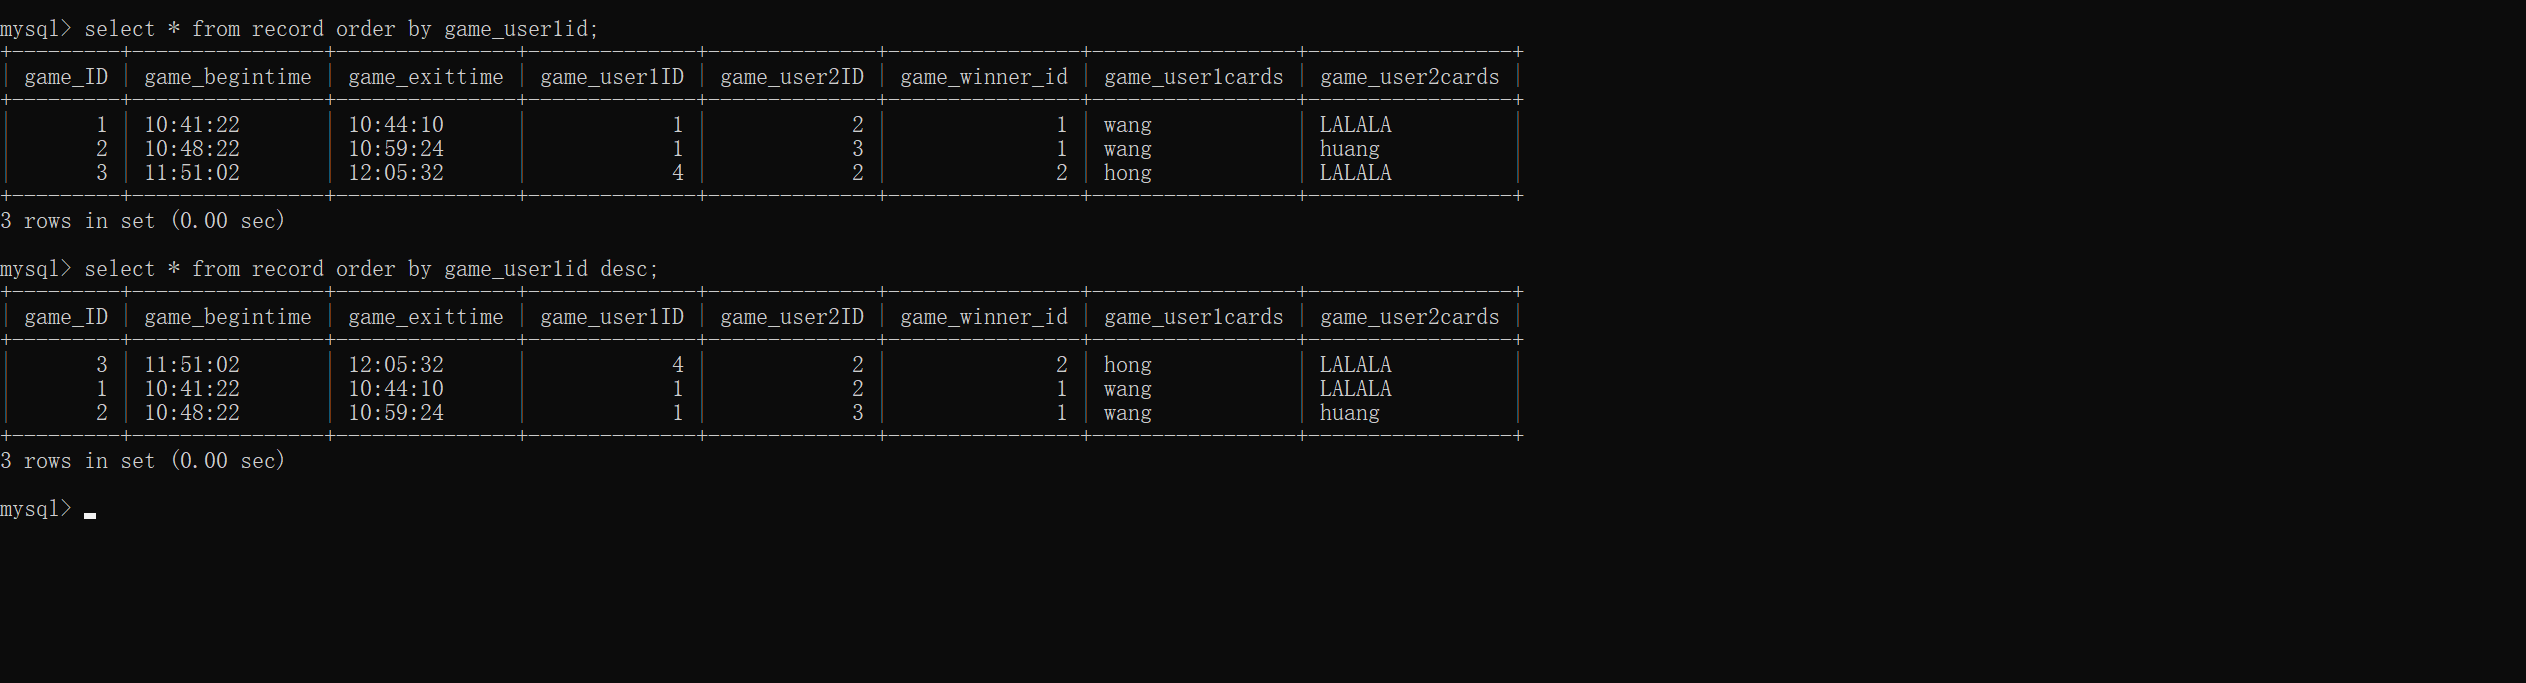 mysql> select * from record order by game_user1id;
+---------+----------------+---------------+--------------+--------------+----------------+-----------------+-----------------+
| game_ID | game_begintime | game_exittime | game_user1ID | game_user2ID | game_winner_id | game_user1cards | game_user2cards |
+---------+----------------+---------------+--------------+--------------+----------------+-----------------+-----------------+
|       1 | 10:41:22       | 10:44:10      |            1 |            2 |              1 | wang            | LALALA          |
|       2 | 10:48:22       | 10:59:24      |            1 |            3 |              1 | wang            | huang           |
|       3 | 11:51:02       | 12:05:32      |            4 |            2 |              2 | hong            | LALALA          |
+---------+----------------+---------------+--------------+--------------+----------------+-----------------+-----------------+
3 rows in set (0.00 sec)
mysql> select * from record order by game_user1id desc;
+---------+----------------+---------------+--------------+--------------+----------------+-----------------+-----------------+
| game_ID | game_begintime | game_exittime | game_user1ID | game_user2ID | game_winner_id | game_user1cards | game_user2cards |
+---------+----------------+---------------+--------------+--------------+----------------+-----------------+-----------------+
|       3 | 11:51:02       | 12:05:32      |            4 |            2 |              2 | hong            | LALALA          |
|       1 | 10:41:22       | 10:44:10      |            1 |            2 |              1 | wang            | LALALA          |
|       2 | 10:48:22       | 10:59:24      |            1 |            3 |              1 | wang            | huang           |
+---------+----------------+---------------+--------------+--------------+----------------+-----------------+-----------------+
3 rows in set (0.00 sec)
mysql>